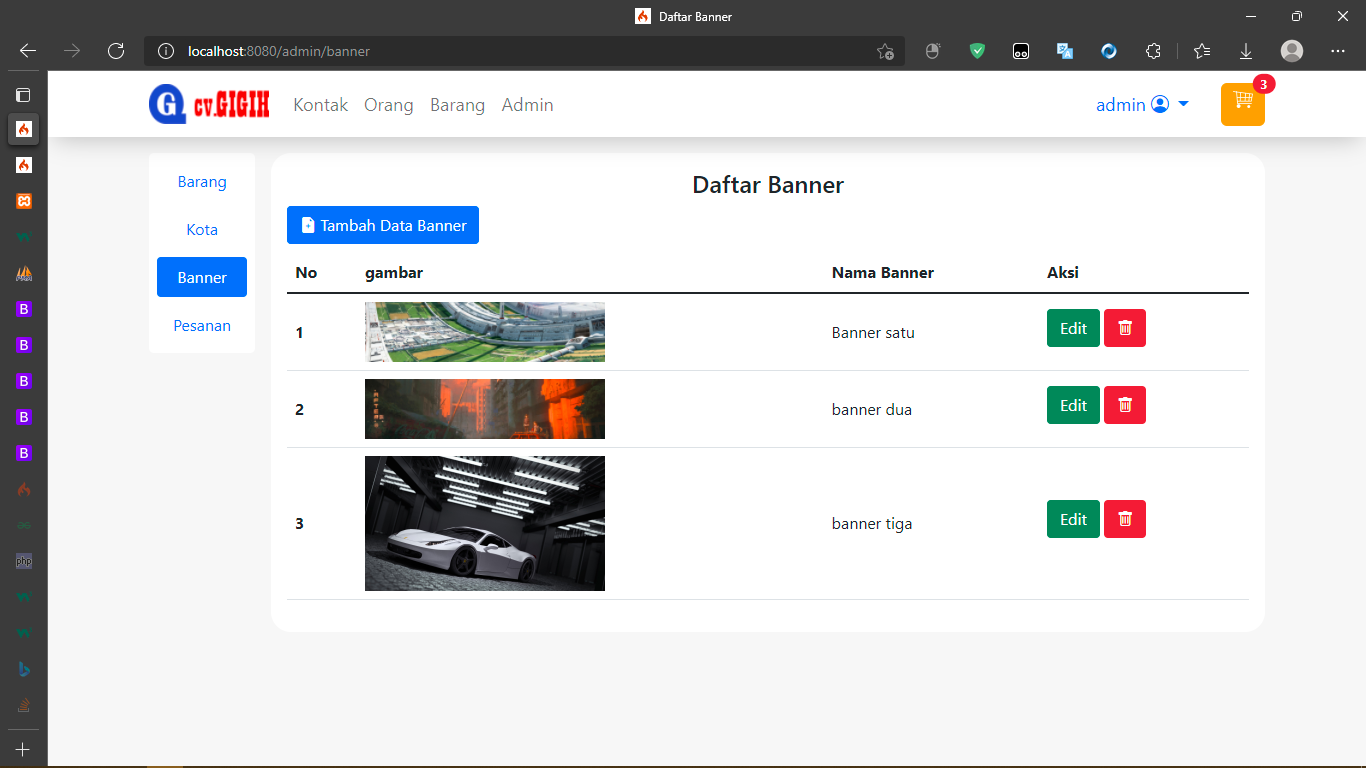 Daftar Banner
localhost:8080/admin/banner
cv.GIGIH
Kontak Orang Barang Admin
admin
3
Barang
Kota
Banner
Pesanan
Daftar Banner
Tambah Data Banner
No gambar Nama Banner Aksi
1 Banner satu Edit
2 banner dua Edit
3 banner tiga Edit